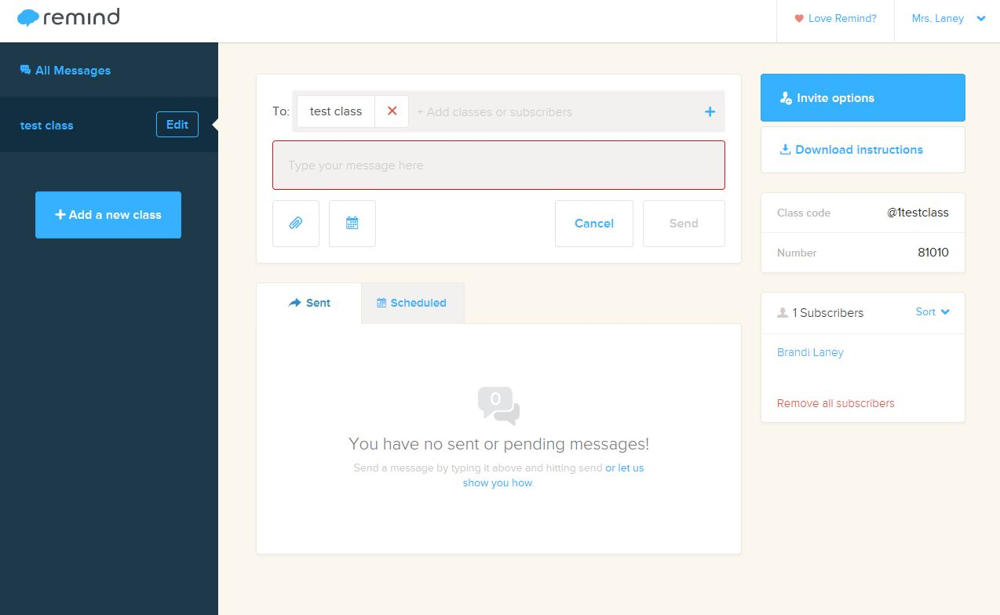 remind
Love Remind?
Mrs. Laney
All Messages
test class
Edit
+ Add a new class
To:
test class
✕
+ Add classes or subscribers
+
Type your message here
Cancel
Send
Sent
Scheduled
0
You have no sent or pending messages!
Send a message by typing it above and hitting send or let us
show you how.
Invite options
Download instructions
Class code
@1testclass
Number
81010
1 Subscribers
Sort
Brandi Laney
Remove all subscribers